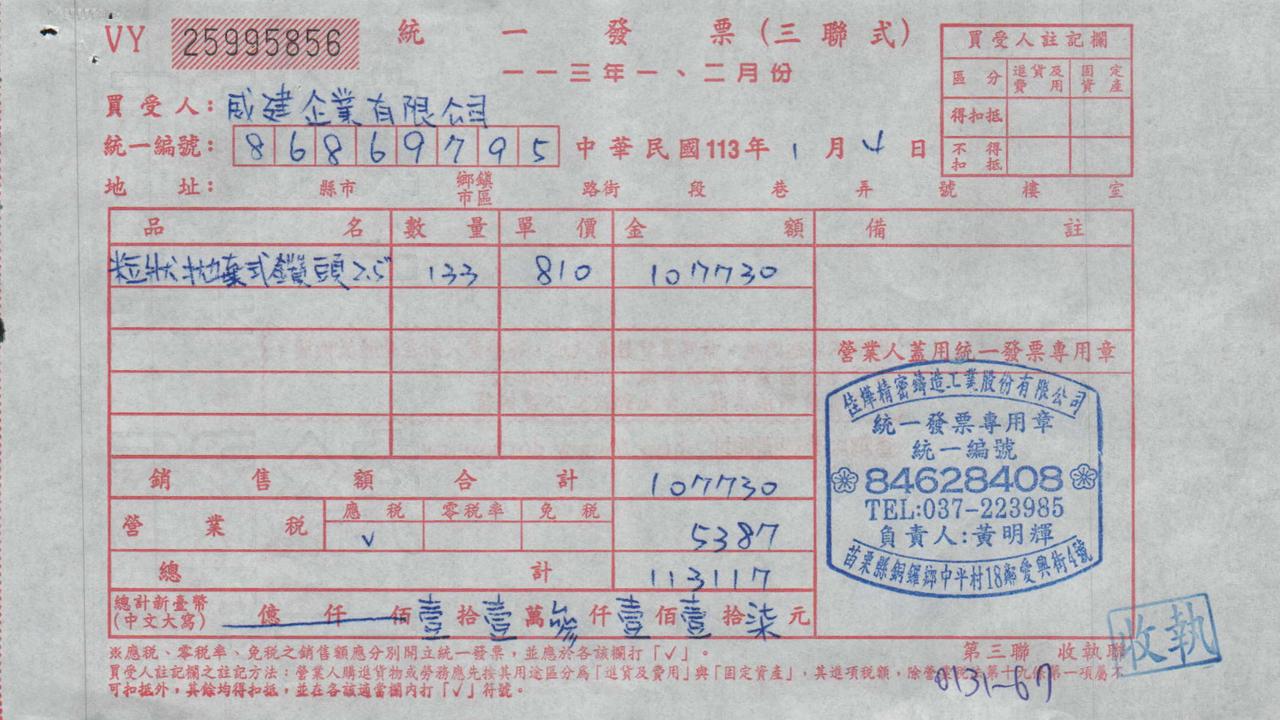 VY 25995856 統一發票(三聯式)
一一三年一、二月份
買受人註記欄
區分 進貨及費用 固定資產
得扣抵
不得扣抵
買受人：威建企業有限公司
統一編號：86869795 中華民國113年1月4日
地址： 縣市 鄉鎮市區 路街 段 巷 弄 號 樓 室
品名 數量 單價 金額 備註
粒狀拋棄式鑽頭2.5 133 810 107730
營業人蓋用統一發票專用章
佳燁精密鑄造工業股份有限公司
統一發票專用章
統一編號
84628408
TEL:037-223985
負責人:黃明輝
苗栗縣銅鑼鄉中平村18鄰愛興街4號
銷售額合計 107730
營業稅 應稅 零稅率 免稅
v 5387
總計 113117
總計新臺幣(中文大寫) 億仟佰壹拾壹萬參仟壹佰壹拾柒元
※應稅、零稅率、免稅之銷售額應分別開立統一發票，並應於各該欄打「✓」。
第三聯 收執聯
收執
買受人註記欄之註記方法：營業人購進貨物或勞務應先按其用途區分為「進貨及費用」與「固定資產」，其進項稅額，除營業稅法第十九條第一項屬不
可扣抵外，其餘均得扣抵，並在各該適當欄內打「✓」符號。
0131-67